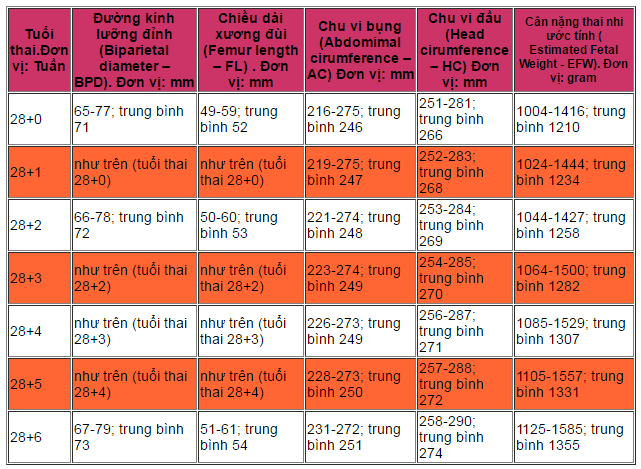 Tuổi
thai.Đơn
vị: Tuần
Đường kính
lưỡng đỉnh
(Biparietal
diameter –
BPD). Đơn vị: mm
Chiều dài
xương đùi
(Femur length
– FL) . Đơn
vị: mm
Chu vi bụng
(Abdomimal
cirumference –
AC) Đơn vị: mm
Chu vi đầu
(Head
cirumference
– HC) Đơn
vị: mm
Cân nặng thai nhi
ước tính (
Estimated Fetal
Weight - EFW). Đơn
vị: gram
28+0
65-77; trung bình
71
49-59; trung
bình 52
216-275; trung
bình 246
251-281;
trung bình
266
1004-1416; trung
bình 1210
28+1
như trên (tuổi thai
28+0)
như trên (tuổi
thai 28+0)
219-275; trung
bình 247
252-283;
trung bình
268
1024-1444; trung
bình 1234
28+2
66-78; trung bình
72
50-60; trung
bình 53
221-274; trung
bình 248
253-284;
trung bình
269
1044-1427; trung
bình 1258
28+3
như trên (tuổi thai
28+2)
như trên (tuổi
thai 28+2)
223-274; trung
bình 249
254-285;
trung bình
270
1064-1500; trung
bình 1282
28+4
như trên (tuổi thai
28+3)
như trên (tuổi
thai 28+3)
226-273; trung
bình 249
256-287;
trung bình
271
1085-1529; trung
bình 1307
28+5
như trên (tuổi thai
28+4)
như trên (tuổi
thai 28+4)
228-273; trung
bình 250
257-288;
trung bình
272
1105-1557; trung
bình 1331
28+6
67-79; trung bình
73
51-61; trung
bình 54
231-272; trung
bình 251
258-290;
trung bình
274
1125-1585; trung
bình 1355